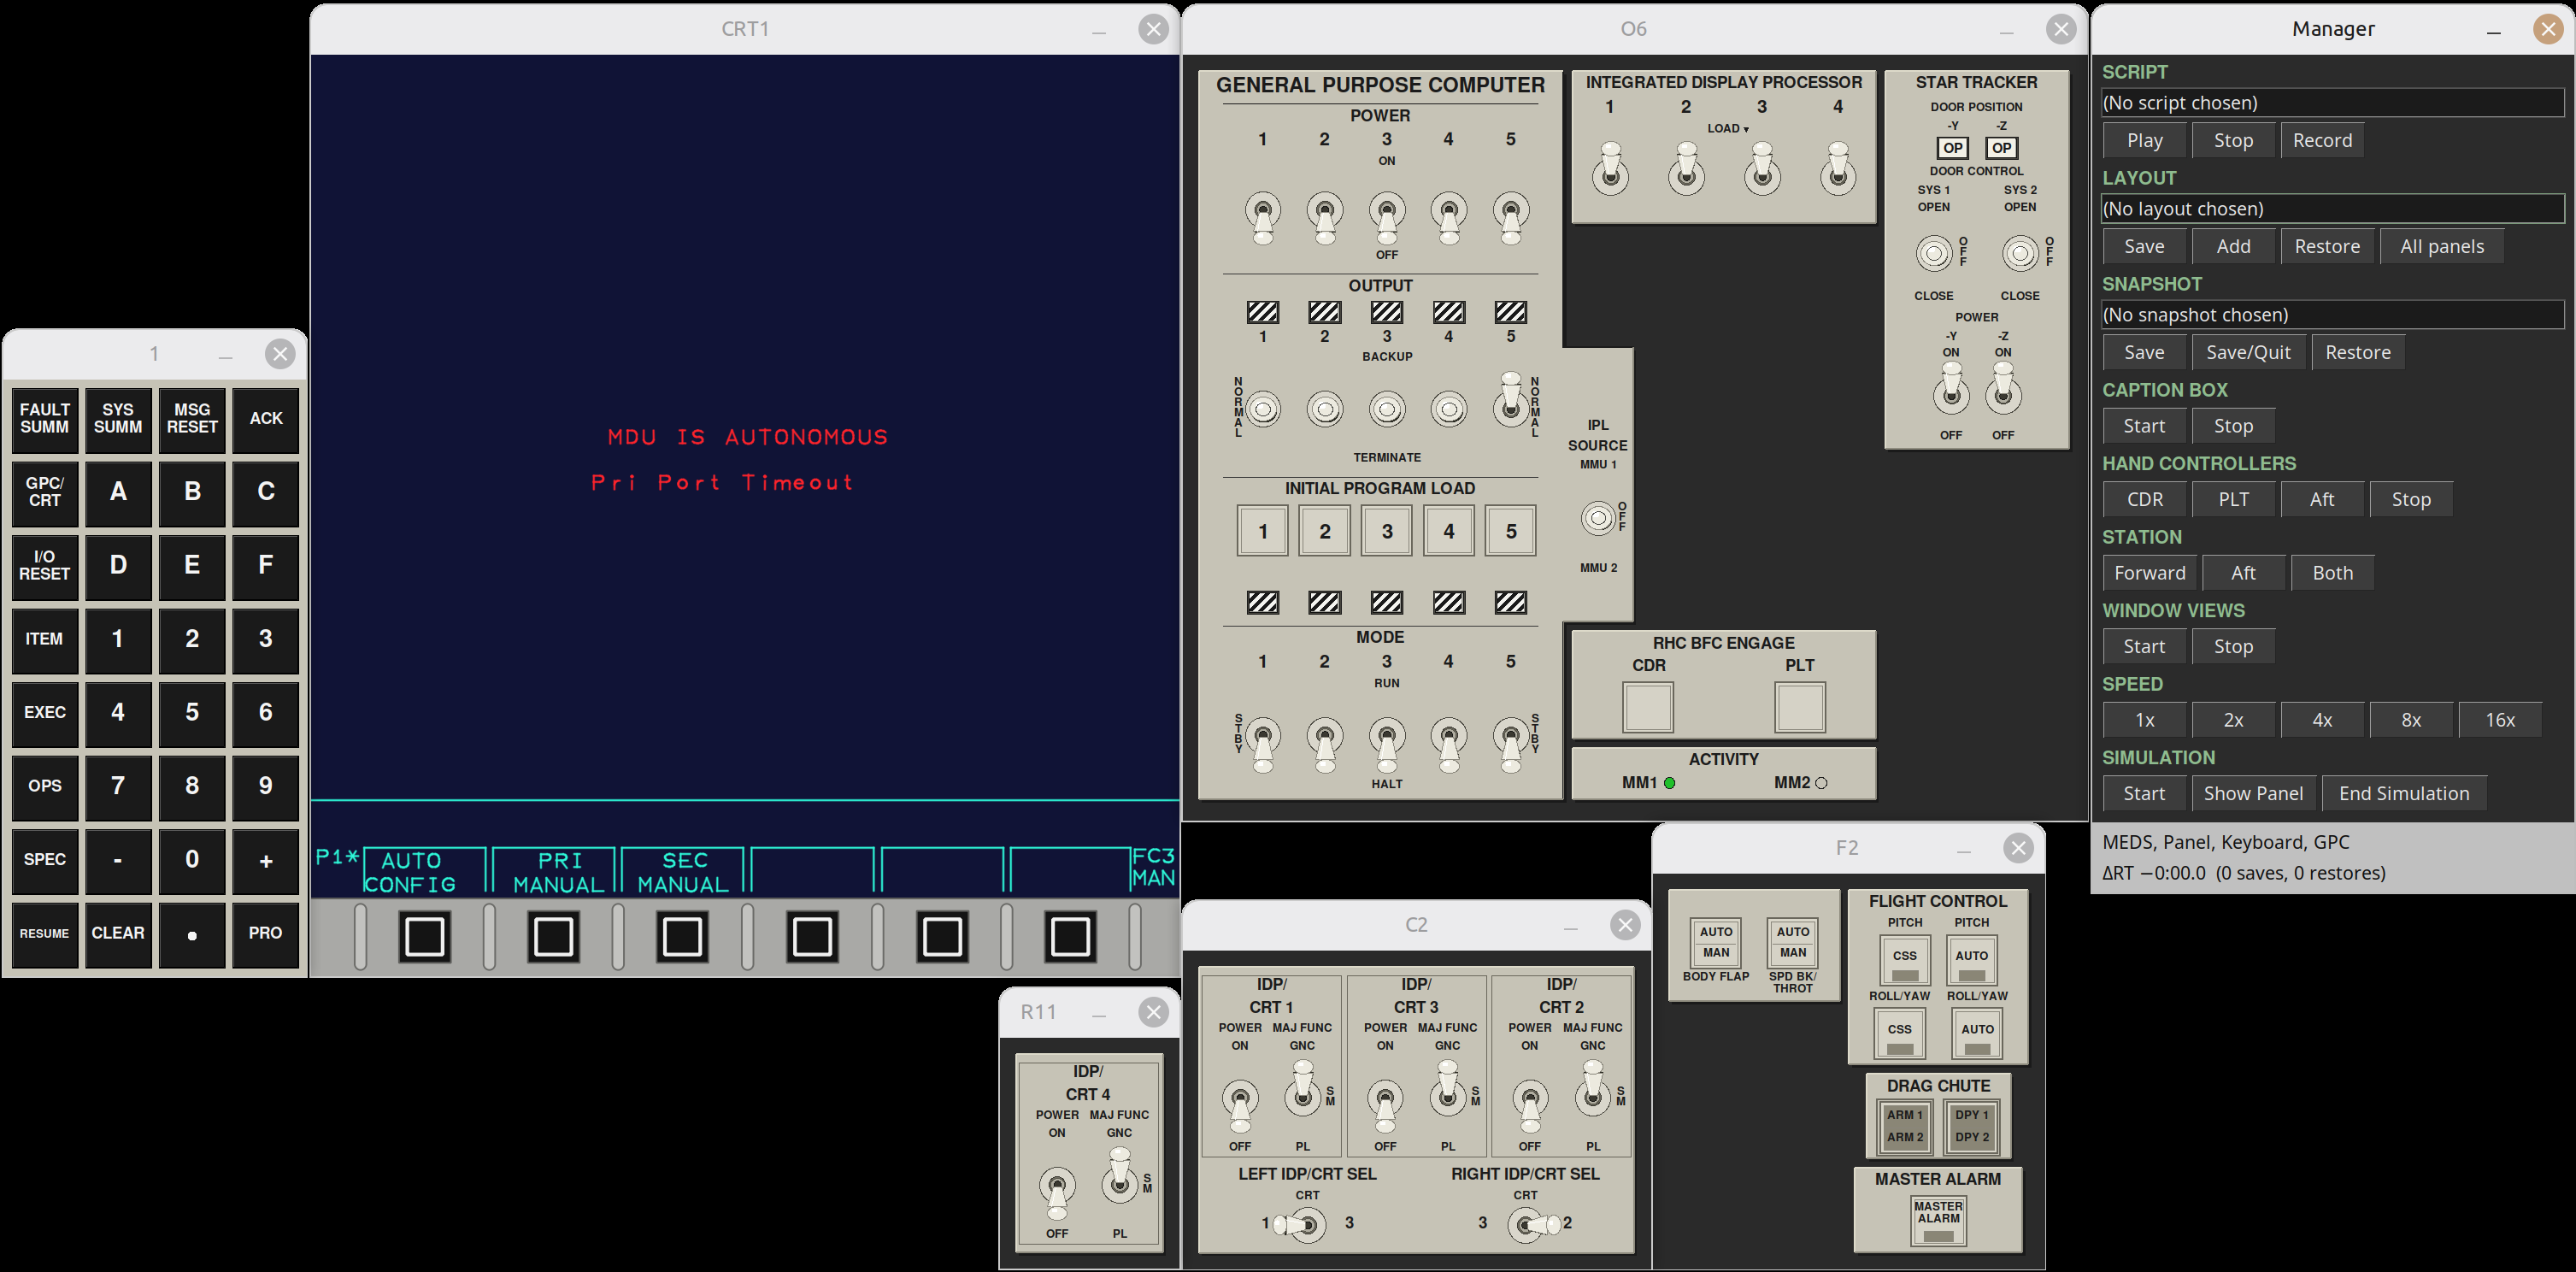 1
FAULT SUMM
SYS SUMM
MSG RESET
ACK
GPC/ CRT
A
B
C
I/O RESET
D
E
F
ITEM
1
2
3
EXEC
4
5
6
OPS
7
8
9
SPEC
-
0
+
RESUME
CLEAR
.
PRO
CRT1
MDU IS AUTONOMOUS
Pri Port Timeout
P1*
AUTO CONFIG
PRI MANUAL
SEC MANUAL
FC3 MAN
R11
IDP/
CRT 4
POWER MAJ FUNC
ON GNC
SM
OFF PL
O6
GENERAL PURPOSE COMPUTER
POWER
1 2 3 4 5
ON
OFF
OUTPUT
1 2 3 4 5
BACKUP
NORMAL NORMAL
TERMINATE
INITIAL PROGRAM LOAD
1 2 3 4 5
MODE
1 2 3 4 5
RUN
STBY STBY
HALT
IPL
SOURCE
MMU 1
OFF
MMU 2
INTEGRATED DISPLAY PROCESSOR
1 2 3 4
LOAD ▾
STAR TRACKER
DOOR POSITION
-Y -Z
OP OP
DOOR CONTROL
SYS 1 SYS 2
OPEN OPEN
OFF OFF
CLOSE CLOSE
POWER
-Y -Z
ON ON
OFF OFF
RHC BFC ENGAGE
CDR PLT
ACTIVITY
MM1 MM2
C2
IDP/ IDP/ IDP/
CRT 1 CRT 3 CRT 2
POWER MAJ FUNC POWER MAJ FUNC POWER MAJ FUNC
ON GNC ON GNC ON GNC
SM SM SM
OFF PL OFF PL OFF PL
LEFT IDP/CRT SEL RIGHT IDP/CRT SEL
CRT CRT
1 3 3 2
F2
AUTO AUTO
MAN MAN
BODY FLAP SPD BK/
THROT
FLIGHT CONTROL
PITCH PITCH
CSS AUTO
ROLL/YAW ROLL/YAW
CSS AUTO
DRAG CHUTE
ARM 1 DPY 1
ARM 2 DPY 2
MASTER ALARM
MASTER
ALARM
Manager
SCRIPT
(No script chosen)
Play Stop Record
LAYOUT
(No layout chosen)
Save Add Restore All panels
SNAPSHOT
(No snapshot chosen)
Save Save/Quit Restore
CAPTION BOX
Start Stop
HAND CONTROLLERS
CDR PLT Aft Stop
STATION
Forward Aft Both
WINDOW VIEWS
Start Stop
SPEED
1x 2x 4x 8x 16x
SIMULATION
Start Show Panel End Simulation
MEDS, Panel, Keyboard, GPC
ΔRT −0:00.0 (0 saves, 0 restores)